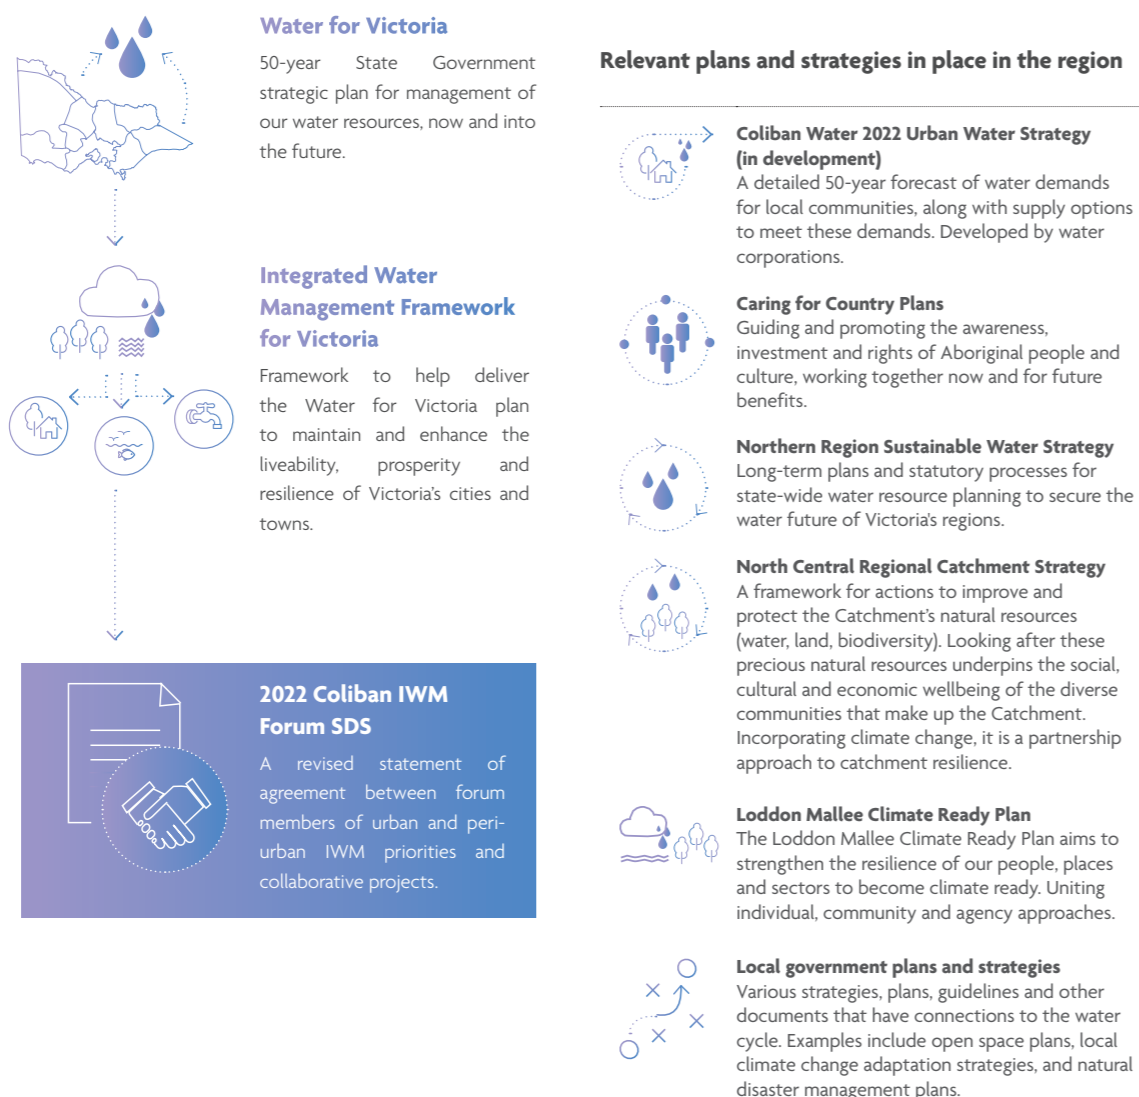 Water for Victoria
50-year State Government
strategic plan for management of
our water resources, now and into
the future.
Integrated Water
Management Framework
for Victoria
Framework to help deliver
the Water for Victoria plan
to maintain and enhance the
liveability, prosperity and
resilience of Victoria's cities and
towns.
2022 Coliban IWM
Forum SDS
A revised statement of
agreement between forum
members of urban and peri-
urban IWM priorities and
collaborative projects.
Relevant plans and strategies in place in the region
Coliban Water 2022 Urban Water Strategy
(in development)
A detailed 50-year forecast of water demands
for local communities, along with supply options
to meet these demands. Developed by water
corporations.
Caring for Country Plans
Guiding and promoting the awareness,
investment and rights of Aboriginal people and
culture, working together now and for future
benefits.
Northern Region Sustainable Water Strategy
Long-term plans and statutory processes for
state-wide water resource planning to secure the
water future of Victoria's regions.
North Central Regional Catchment Strategy
A framework for actions to improve and
protect the Catchment's natural resources
(water, land, biodiversity). Looking after these
precious natural resources underpins the social,
cultural and economic wellbeing of the diverse
communities that make up the Catchment.
Incorporating climate change, it is a partnership
approach to catchment resilience.
Loddon Mallee Climate Ready Plan
The Loddon Mallee Climate Ready Plan aims to
strengthen the resilience of our people, places
and sectors to become climate ready. Uniting
individual, community and agency approaches.
Local government plans and strategies
Various strategies, plans, guidelines and other
documents that have connections to the water
cycle. Examples include open space plans, local
climate change adaptation strategies, and natural
disaster management plans.